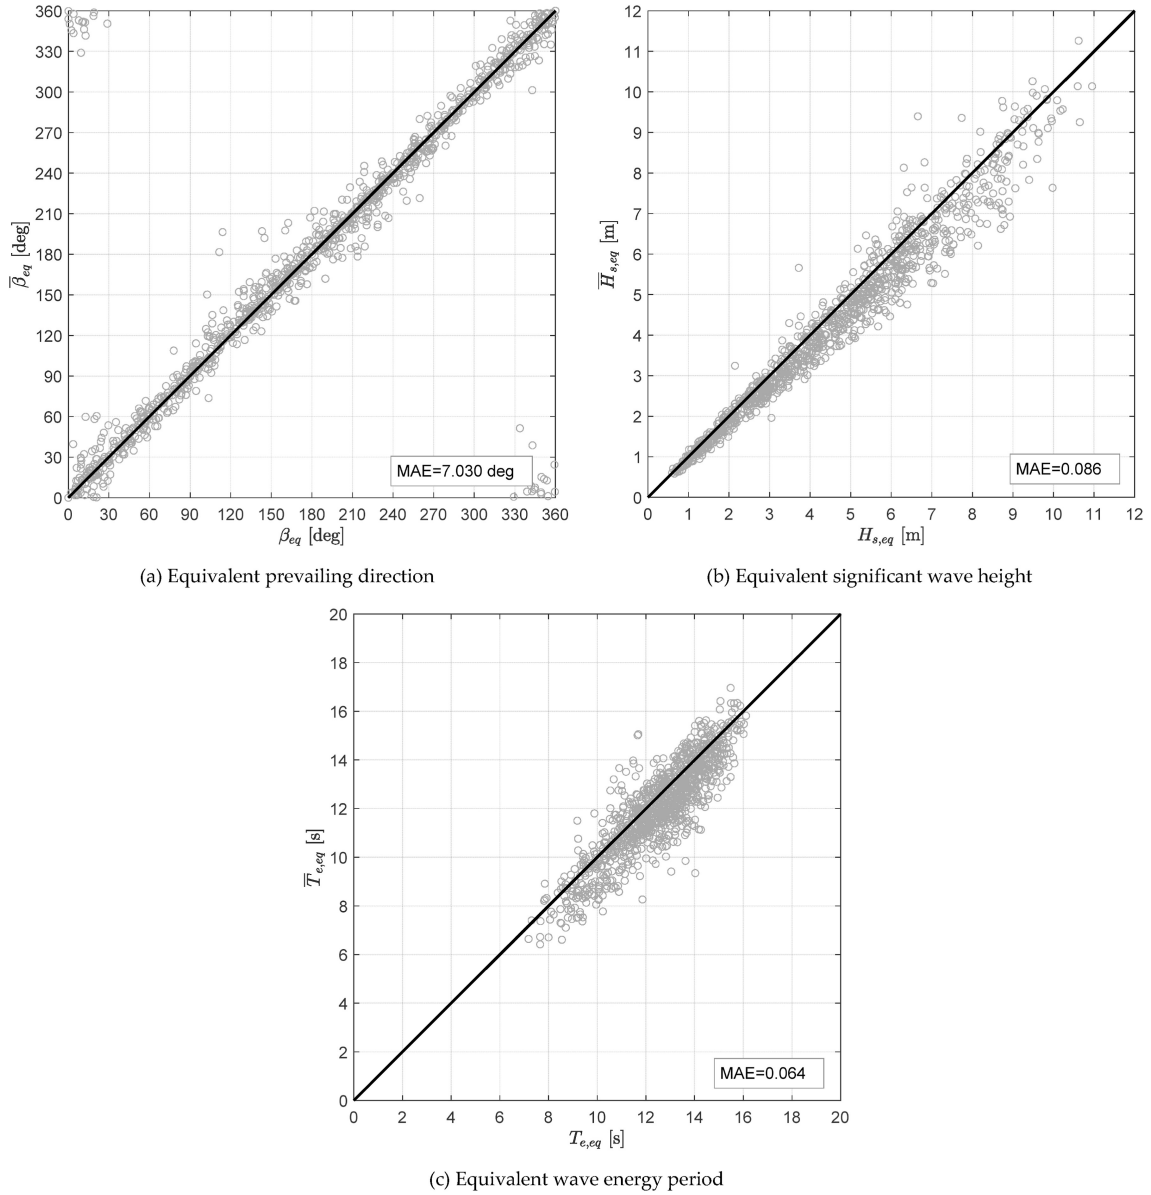 360
330
300
270
240
210
180
150
120
90
60
30
0
β̅eq [deg]
MAE=7.030 deg
0 30 60 90 120 150 180 210 240 270 300 330 360
βeq [deg]
(a) Equivalent prevailing direction
12
11
10
9
8
7
6
5
4
3
2
1
0
H̅s,eq [m]
MAE=0.086
0 1 2 3 4 5 6 7 8 9 10 11 12
Hs,eq [m]
(b) Equivalent significant wave height
20
18
16
14
12
10
8
6
4
2
0
T̅e,eq [s]
MAE=0.064
0 2 4 6 8 10 12 14 16 18 20
Te,eq [s]
(c) Equivalent wave energy period